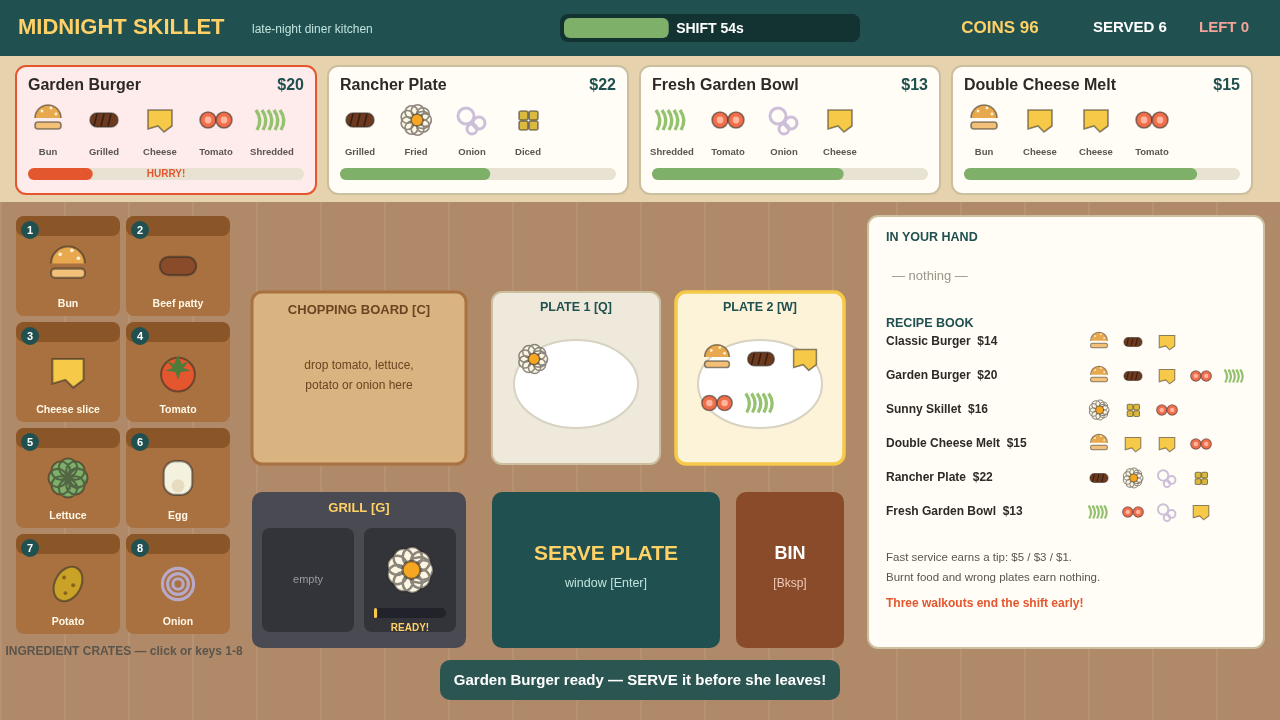 MIDNIGHT SKILLET
late-night diner kitchen
SHIFT 54s
COINS 96
SERVED 6
LEFT 0
Garden Burger $20
Bun Grilled Cheese Tomato Shredded
HURRY!
Rancher Plate $22
Grilled Fried Onion Diced
Fresh Garden Bowl $13
Shredded Tomato Onion Cheese
Double Cheese Melt $15
Bun Cheese Cheese Tomato
1
Bun
2
Beef patty
3
Cheese slice
4
Tomato
5
Lettuce
6
Egg
7
Potato
8
Onion
INGREDIENT CRATES — click or keys 1-8
CHOPPING BOARD [C]
drop tomato, lettuce,
potato or onion here
PLATE 1 [Q]
PLATE 2 [W]
GRILL [G]
empty
READY!
SERVE PLATE
window [Enter]
BIN
[Bksp]
IN YOUR HAND
— nothing —
RECIPE BOOK
Classic Burger $14
Garden Burger $20
Sunny Skillet $16
Double Cheese Melt $15
Rancher Plate $22
Fresh Garden Bowl $13
Fast service earns a tip: $5 / $3 / $1.
Burnt food and wrong plates earn nothing.
Three walkouts end the shift early!
Garden Burger ready — SERVE it before she leaves!